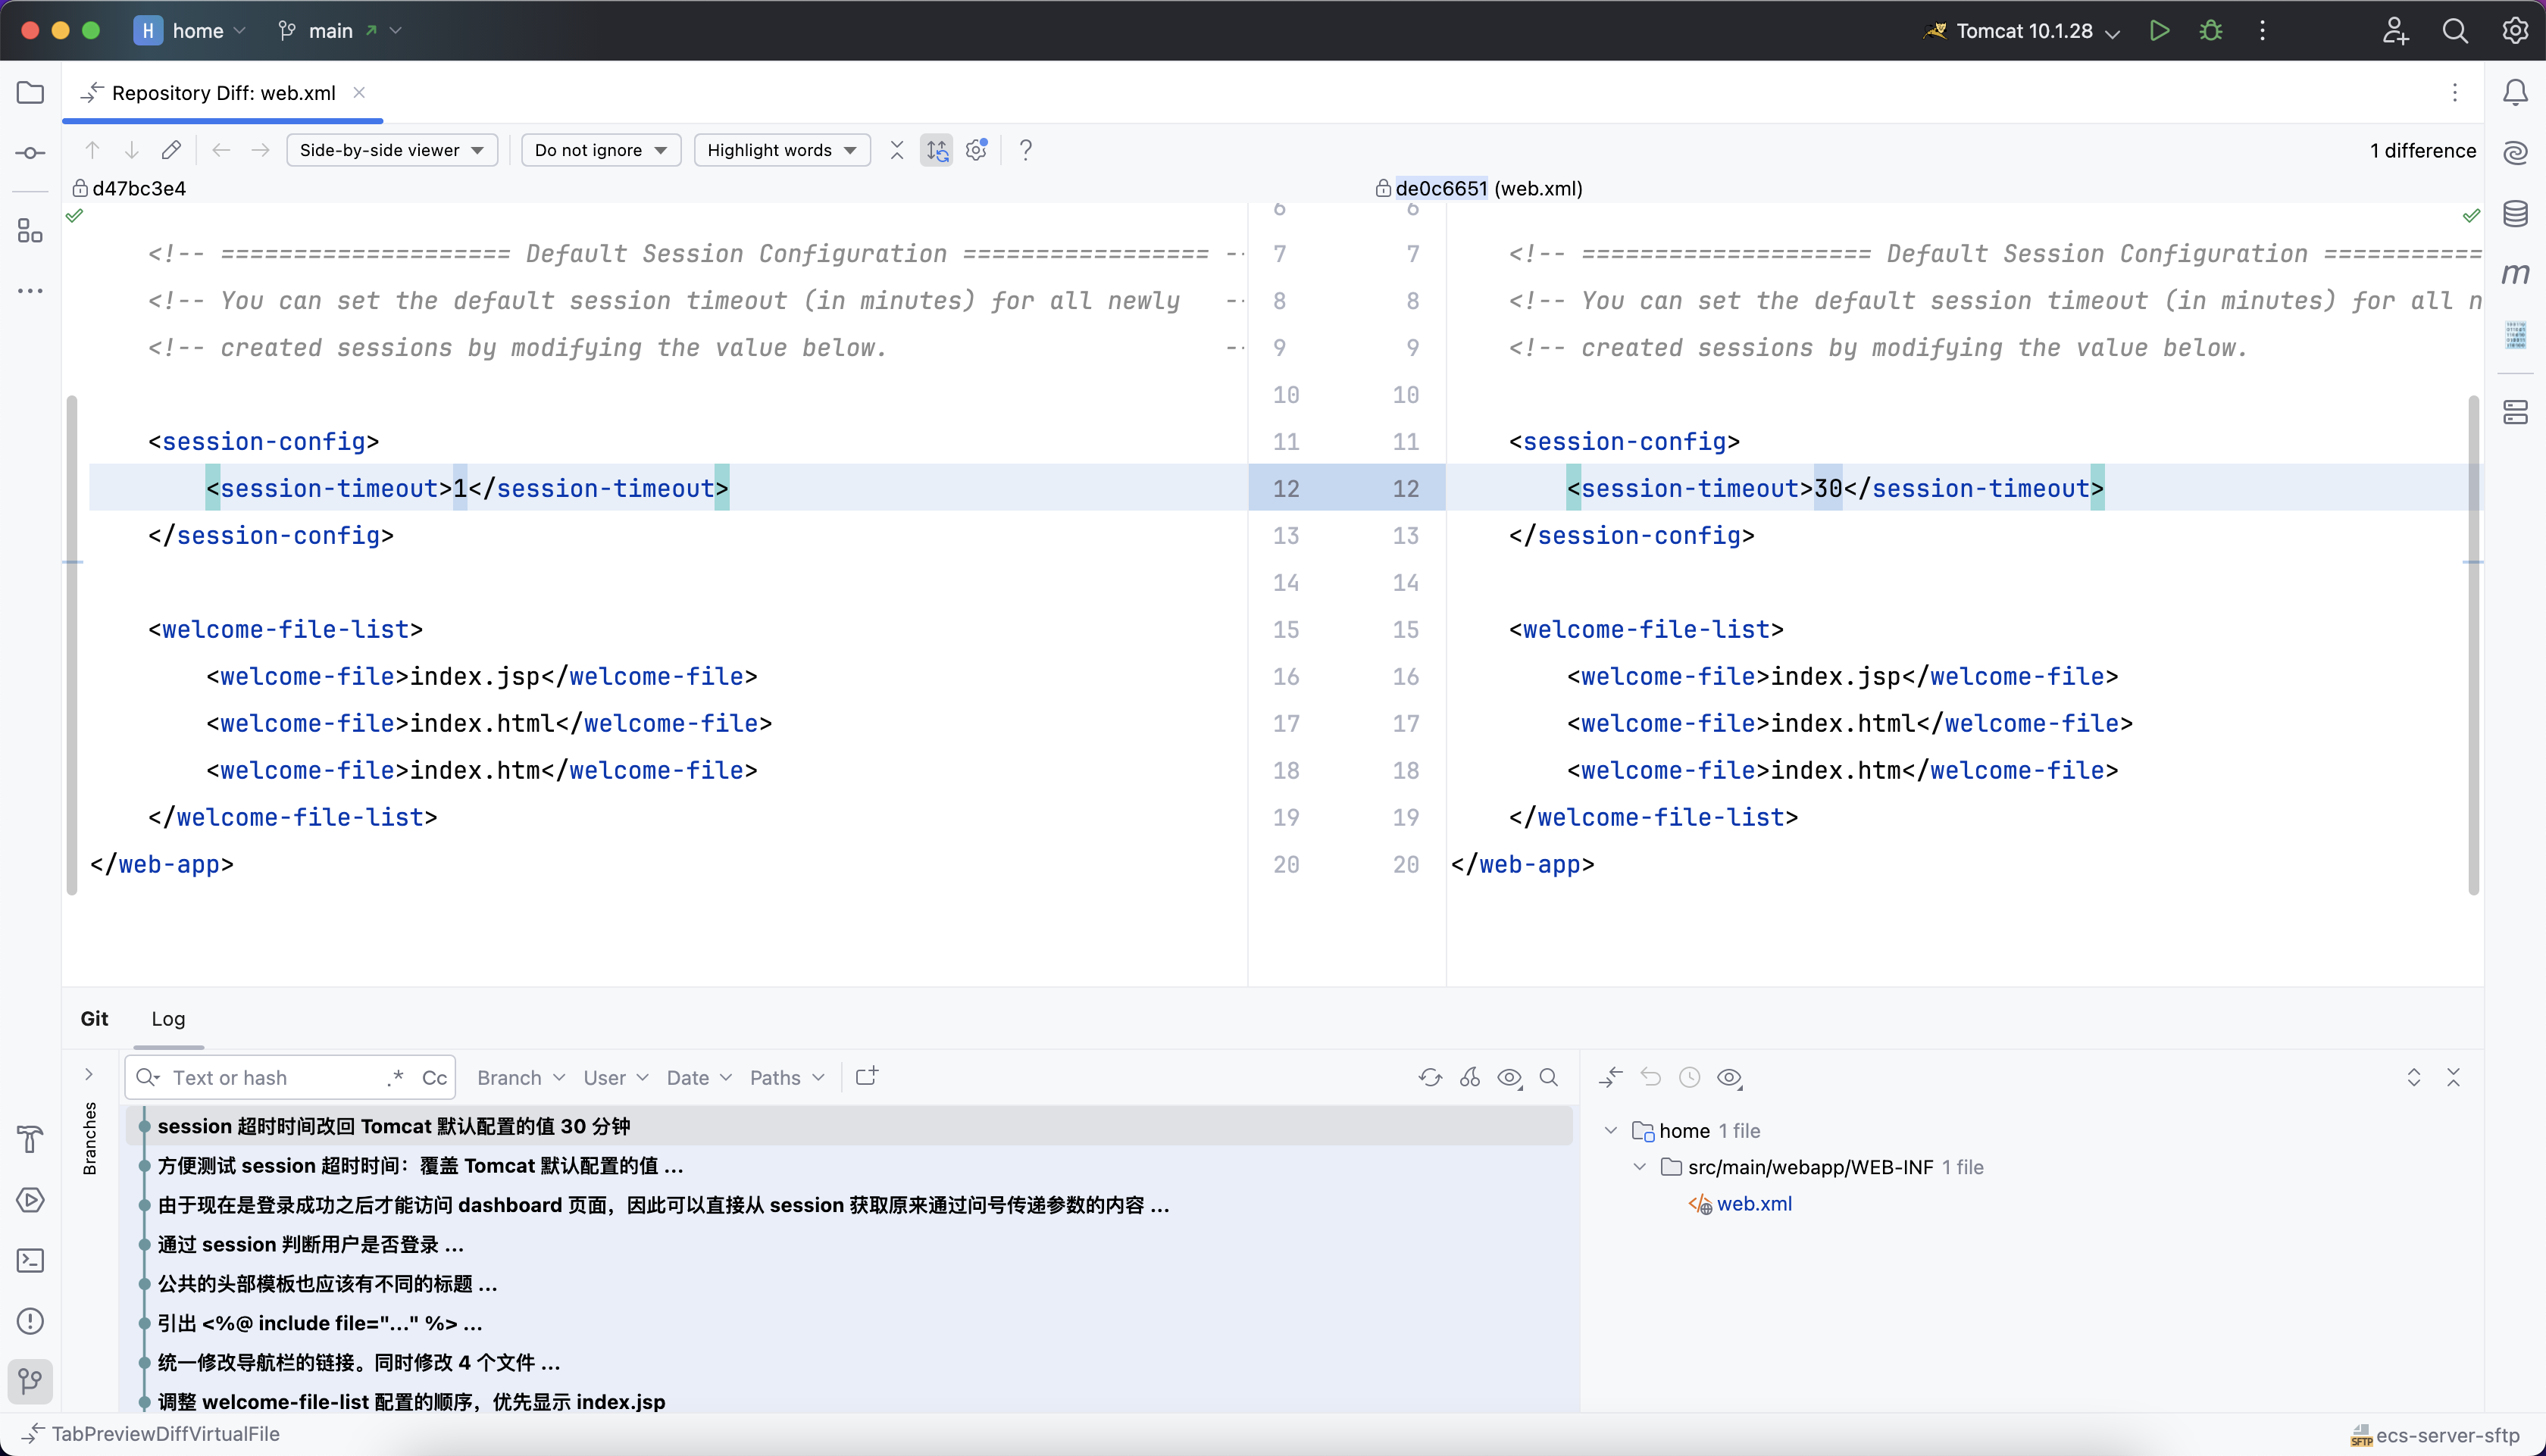 H home main Tomcat 10.1.28
Repository Diff: web.xml
Side-by-side viewer Do not ignore Highlight words ? 1 difference
d47bc3e4 de0c6651 (web.xml)
6 6
<!-- ==================== Default Session Configuration ================= -- 7 7 <!-- ==================== Default Session Configuration ===========
<!-- You can set the default session timeout (in minutes) for all newly -- 8 8 <!-- You can set the default session timeout (in minutes) for all n
<!-- created sessions by modifying the value below. -- 9 9 <!-- created sessions by modifying the value below.
10 10
<session-config> 11 11 <session-config>
<session-timeout>1</session-timeout> 12 12 <session-timeout>30</session-timeout>
</session-config> 13 13 </session-config>
14 14
<welcome-file-list> 15 15 <welcome-file-list>
<welcome-file>index.jsp</welcome-file> 16 16 <welcome-file>index.jsp</welcome-file>
<welcome-file>index.html</welcome-file> 17 17 <welcome-file>index.html</welcome-file>
<welcome-file>index.htm</welcome-file> 18 18 <welcome-file>index.htm</welcome-file>
</welcome-file-list> 19 19 </welcome-file-list>
</web-app> 20 20 </web-app>
Git Log
Text or hash .* Cc Branch User Date Paths
Branches
session 超时时间改回 Tomcat 默认配置的值 30 分钟
方便测试 session 超时时间：覆盖 Tomcat 默认配置的值 ...
由于现在是登录成功之后才能访问 dashboard 页面，因此可以直接从 session 获取原来通过问号传递参数的内容 ...
通过 session 判断用户是否登录 ...
公共的头部模板也应该有不同的标题 ...
引出 <%@ include file="..." %> ...
统一修改导航栏的链接。同时修改 4 个文件 ...
调整 welcome-file-list 配置的顺序，优先显示 index.jsp
home 1 file
src/main/webapp/WEB-INF 1 file
web.xml
TabPreviewDiffVirtualFile
SFTP ecs-server-sftp